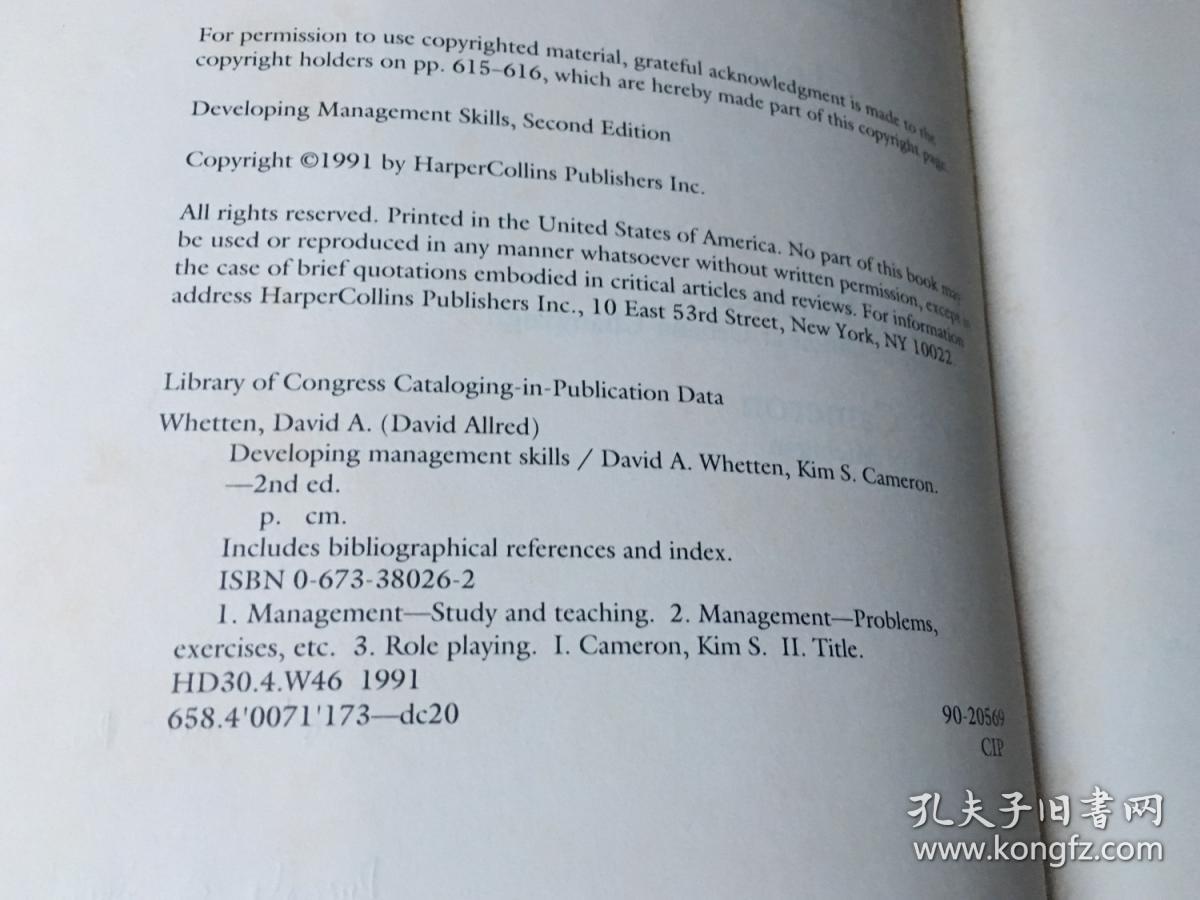 For permission to use copyrighted material, grateful acknowledgment is made to the
copyright holders on pp. 615–616, which are hereby made part of this copyright page.
Developing Management Skills, Second Edition
Copyright ©1991 by HarperCollins Publishers Inc.
All rights reserved. Printed in the United States of America. No part of this book may
be used or reproduced in any manner whatsoever without written permission, except in
the case of brief quotations embodied in critical articles and reviews. For information
address HarperCollins Publishers Inc., 10 East 53rd Street, New York, NY 10022.
Library of Congress Cataloging-in-Publication Data
Whetten, David A. (David Allred)
Developing management skills / David A. Whetten, Kim S. Cameron.
—2nd ed.
p. cm.
Includes bibliographical references and index.
ISBN 0-673-38026-2
1. Management—Study and teaching. 2. Management—Problems,
exercises, etc. 3. Role playing. I. Cameron, Kim S. II. Title.
HD30.4.W46 1991
658.4'0071'173—dc20
90-20569
CIP
孔夫子旧书网
www.kongfz.com